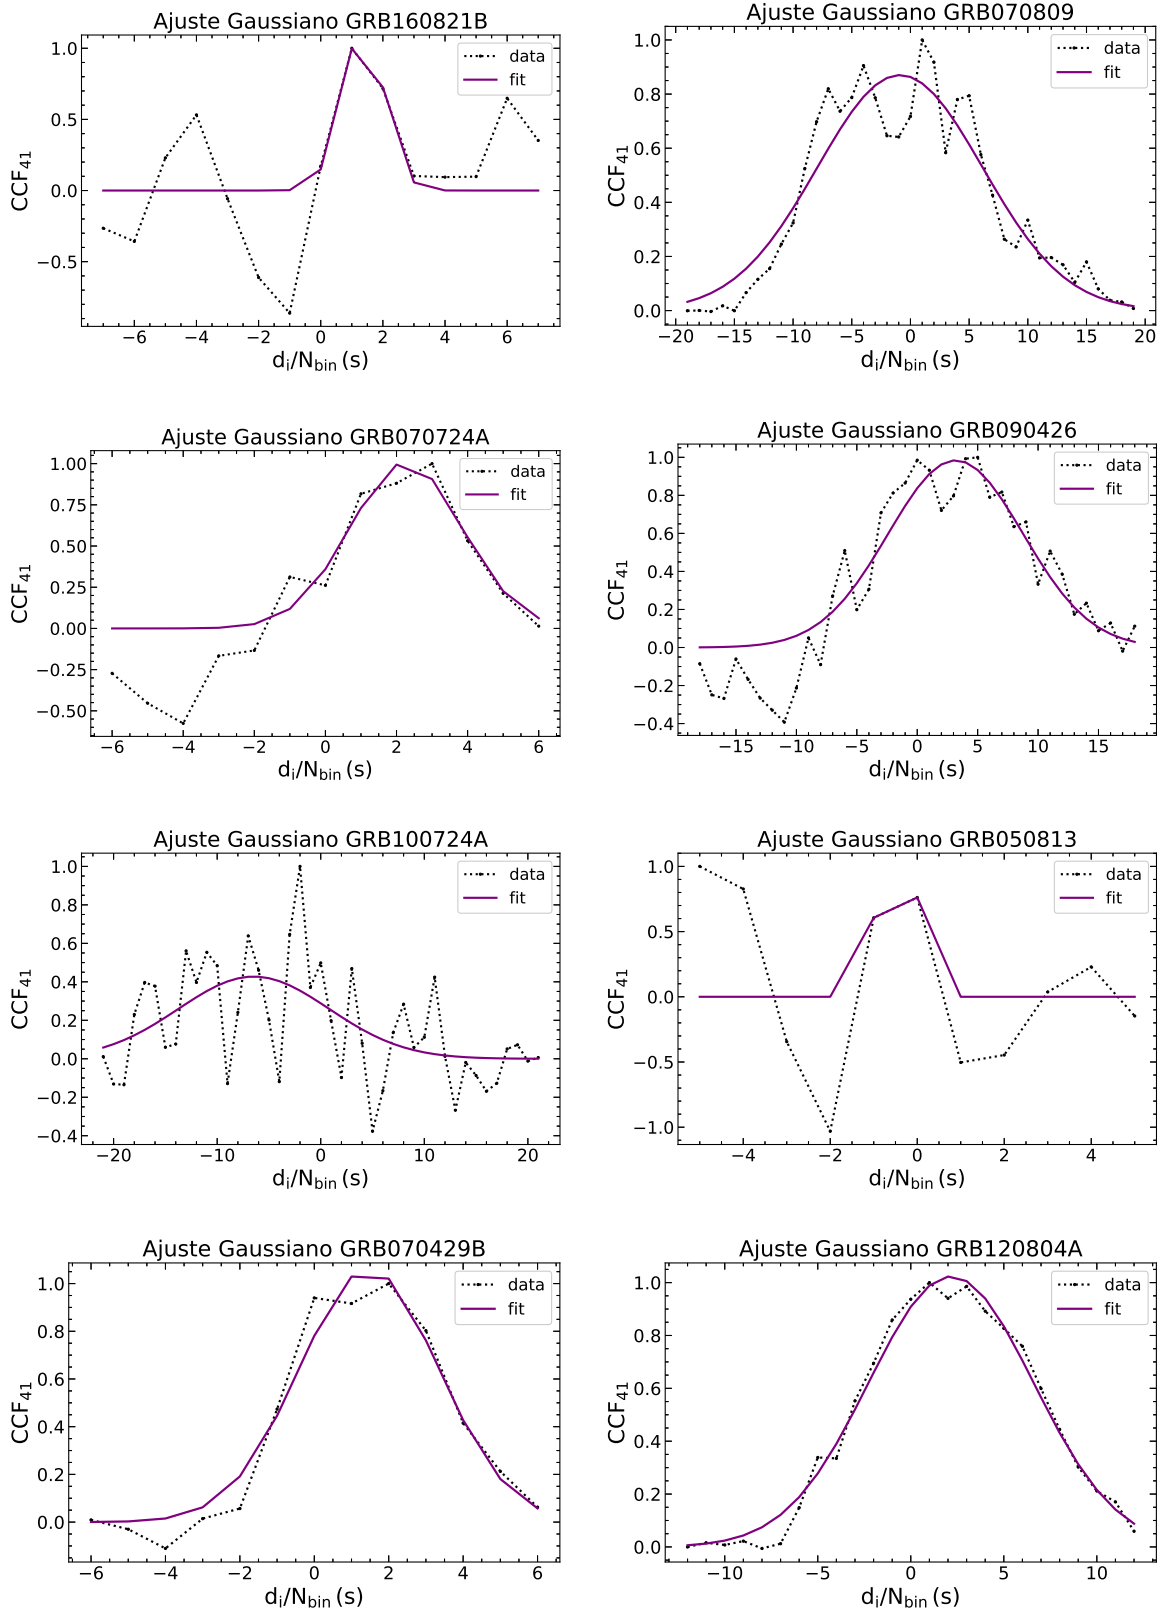 Ajuste Gaussiano GRB160821B
data
fit
1.0
0.5
0.0
−0.5
CCF41
−6 −4 −2 0 2 4 6
di/Nbin (s)
Ajuste Gaussiano GRB070809
data
fit
1.0
0.8
0.6
0.4
0.2
0.0
CCF41
−20 −15 −10 −5 0 5 10 15 20
di/Nbin (s)
Ajuste Gaussiano GRB070724A
data
fit
1.00
0.75
0.50
0.25
0.00
−0.25
−0.50
CCF41
−6 −4 −2 0 2 4 6
di/Nbin (s)
Ajuste Gaussiano GRB090426
data
fit
1.0
0.8
0.6
0.4
0.2
0.0
−0.2
−0.4
CCF41
−15 −10 −5 0 5 10 15
di/Nbin (s)
Ajuste Gaussiano GRB100724A
data
fit
1.0
0.8
0.6
0.4
0.2
0.0
−0.2
−0.4
CCF41
−20 −10 0 10 20
di/Nbin (s)
Ajuste Gaussiano GRB050813
data
fit
1.0
0.5
0.0
−0.5
−1.0
CCF41
−4 −2 0 2 4
di/Nbin (s)
Ajuste Gaussiano GRB070429B
data
fit
1.0
0.8
0.6
0.4
0.2
0.0
CCF41
−6 −4 −2 0 2 4 6
di/Nbin (s)
Ajuste Gaussiano GRB120804A
data
fit
1.0
0.8
0.6
0.4
0.2
0.0
CCF41
−10 −5 0 5 10
di/Nbin (s)